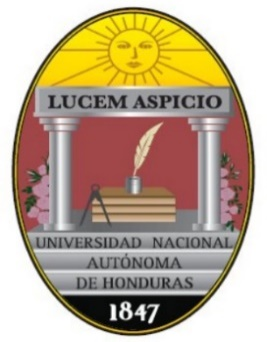 LUCEM ASPICIO
UNIVERSIDAD NACIONAL
AUTÓNOMA
DE HONDURAS
1847